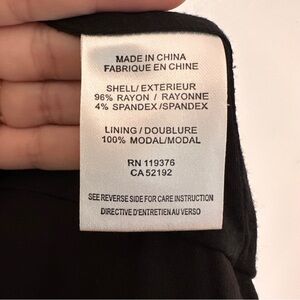 MADE IN CHINA
FABRIQUE EN CHINE
SHELL/EXTERIEUR
96% RAYON / RAYONNE
4% SPANDEX/SPANDEX
LINING / DOUBLURE
100% MODAL/MODAL
RN 119376
CA 52192
SEE REVERSE SIDE FOR CARE INSTRUCTION
DIRECTIVE D'ENTRETIEN AU VERSO